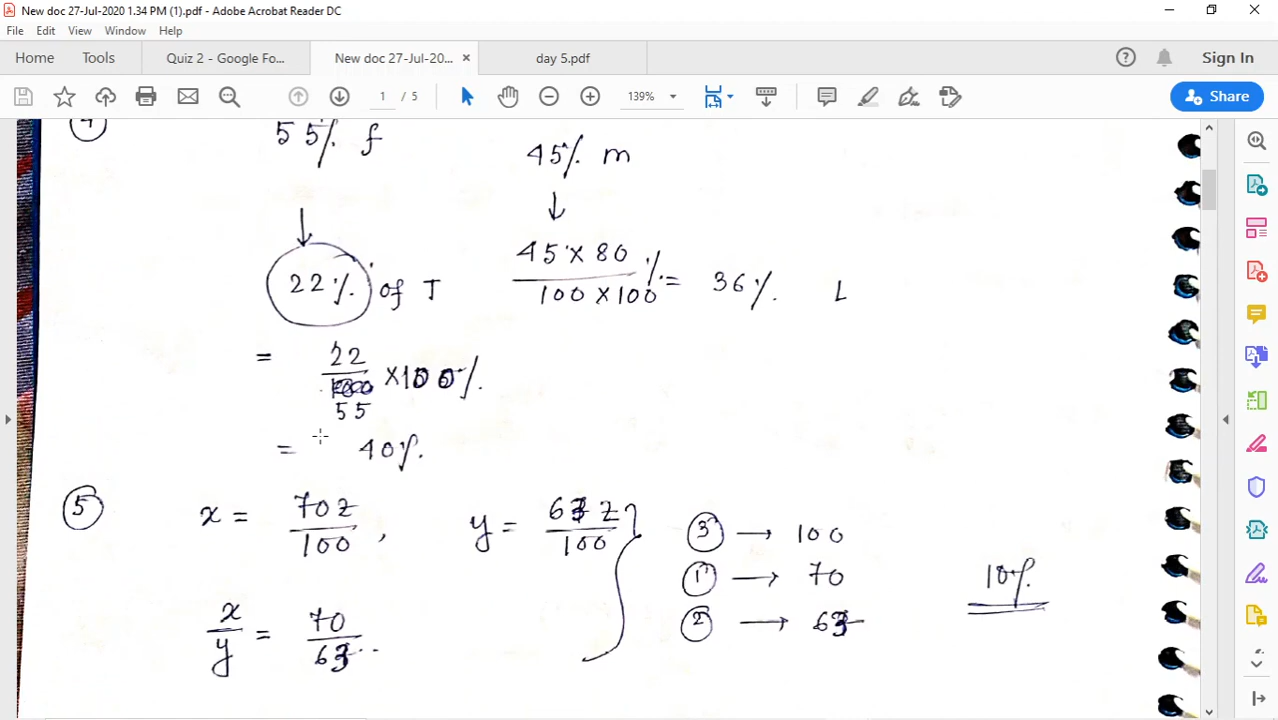 New doc 27-Jul-2020 1.34 PM (1).pdf - Adobe Acrobat Reader DC
File Edit View Window Help
Home Tools Quiz 2 - Google Fo... New doc 27-Jul-20... × day 5.pdf Sign In
1 / 5 139% Share
4
55% f
45% m
22% of T
45 × 80 % = 36% L
100 × 100
= 22 × 100%
55
= 40%
5
x = 70z , y = 63 z
100 100
3 → 100
1 → 70
2 → 63
10%
x = 70
y 63